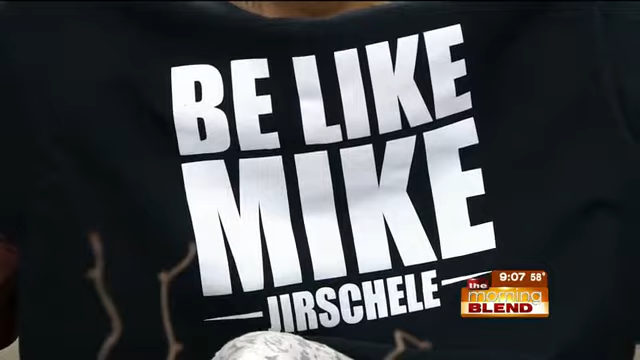 BE LIKE
MIKE
JIRSCHELE
9:07 58°
the
morning
BLEND